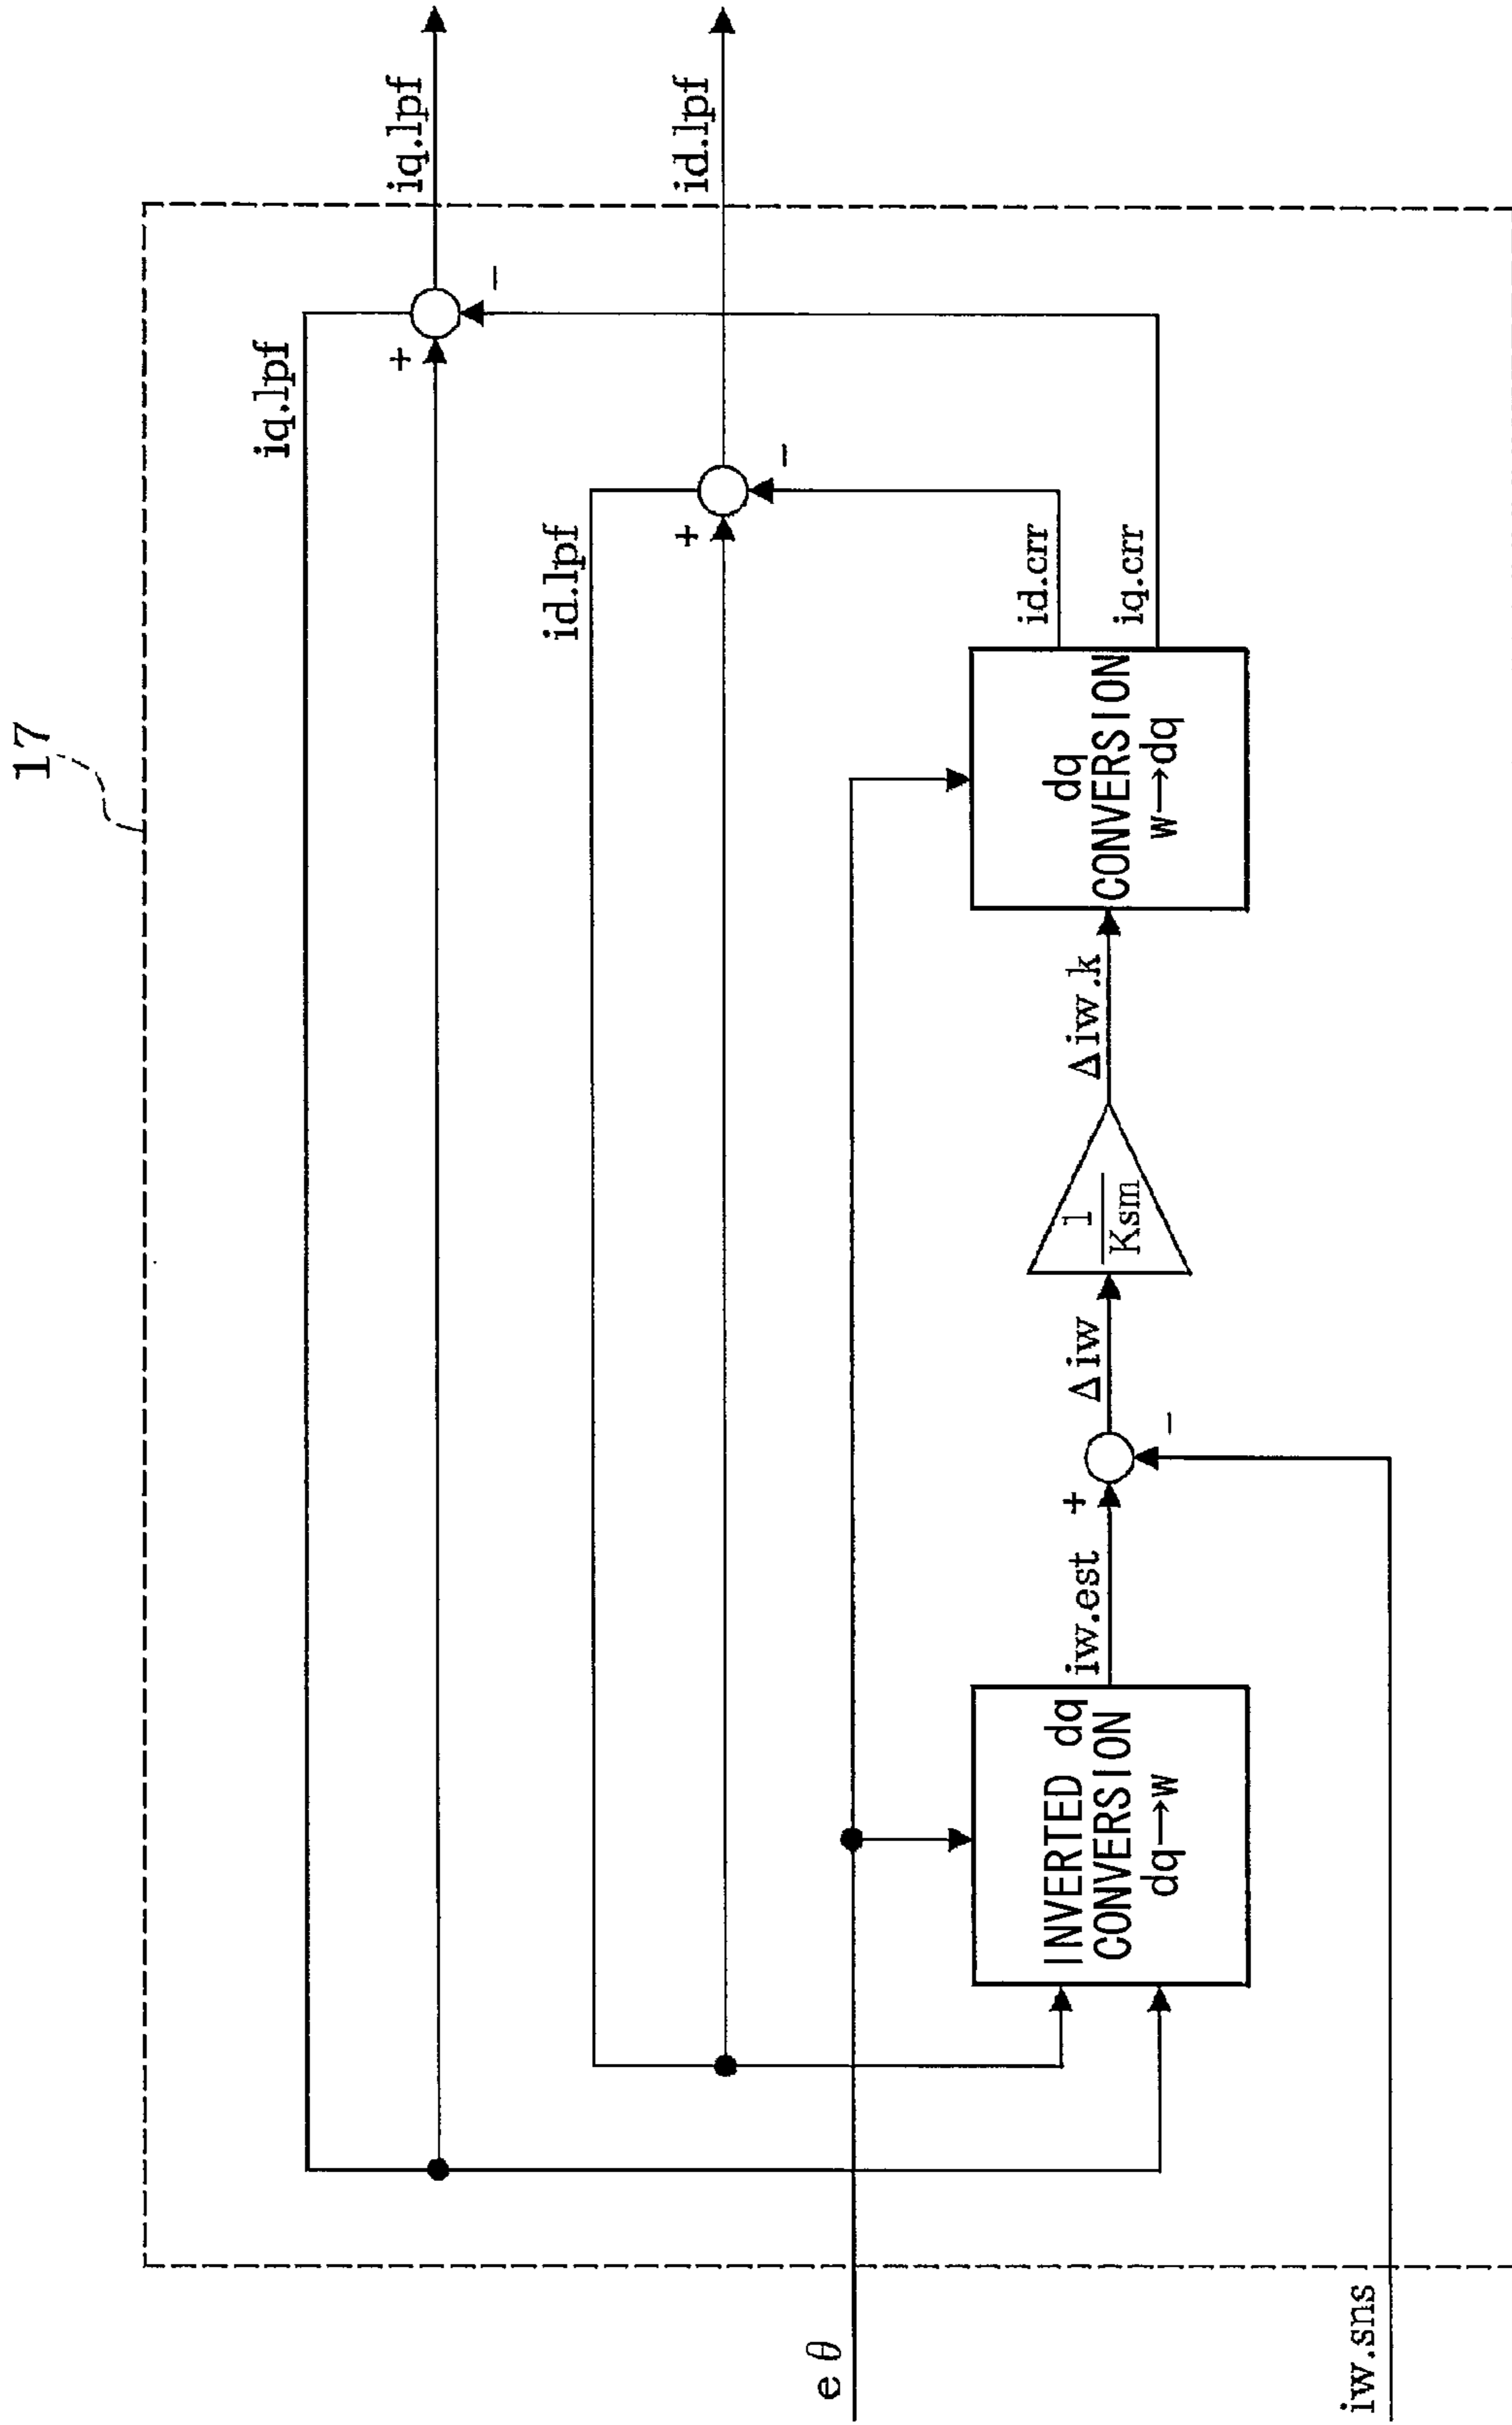 17
iq.lpf
iq.lpf
id.lpf
id.lpf
+
-
+
-
eθ
INVERTED dq
CONVERSION
dq→w
iw.est
+
-
Δiw
1
Ksm
Δiw.k
dq
CONVERSION
w→dq
id.crr
iq.crr
iw.sns